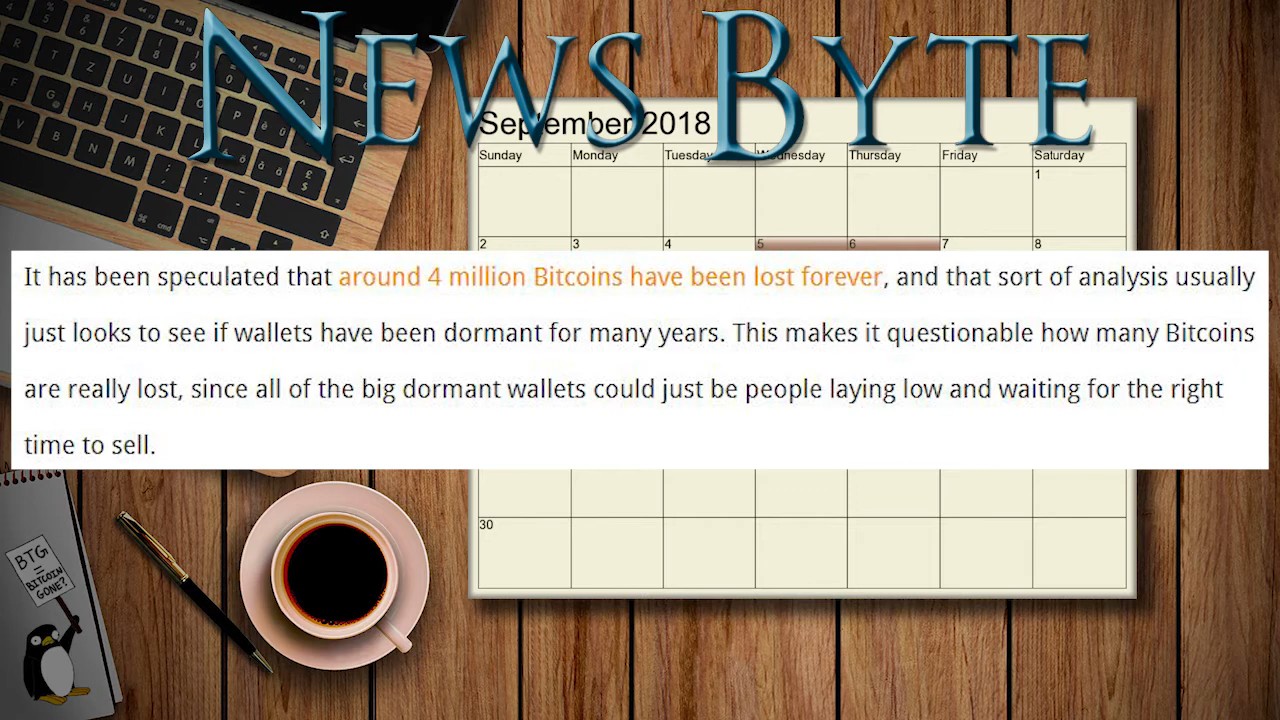 News Byte
September 2018
Sunday Monday Tuesday Wednesday Thursday Friday Saturday
1
2 3 4 5 6 7 8
It has been speculated that around 4 million Bitcoins have been lost forever, and that sort of analysis usually
just looks to see if wallets have been dormant for many years. This makes it questionable how many Bitcoins
are really lost, since all of the big dormant wallets could just be people laying low and waiting for the right
time to sell.
30
BTG
=
BITCOIN
GONE?